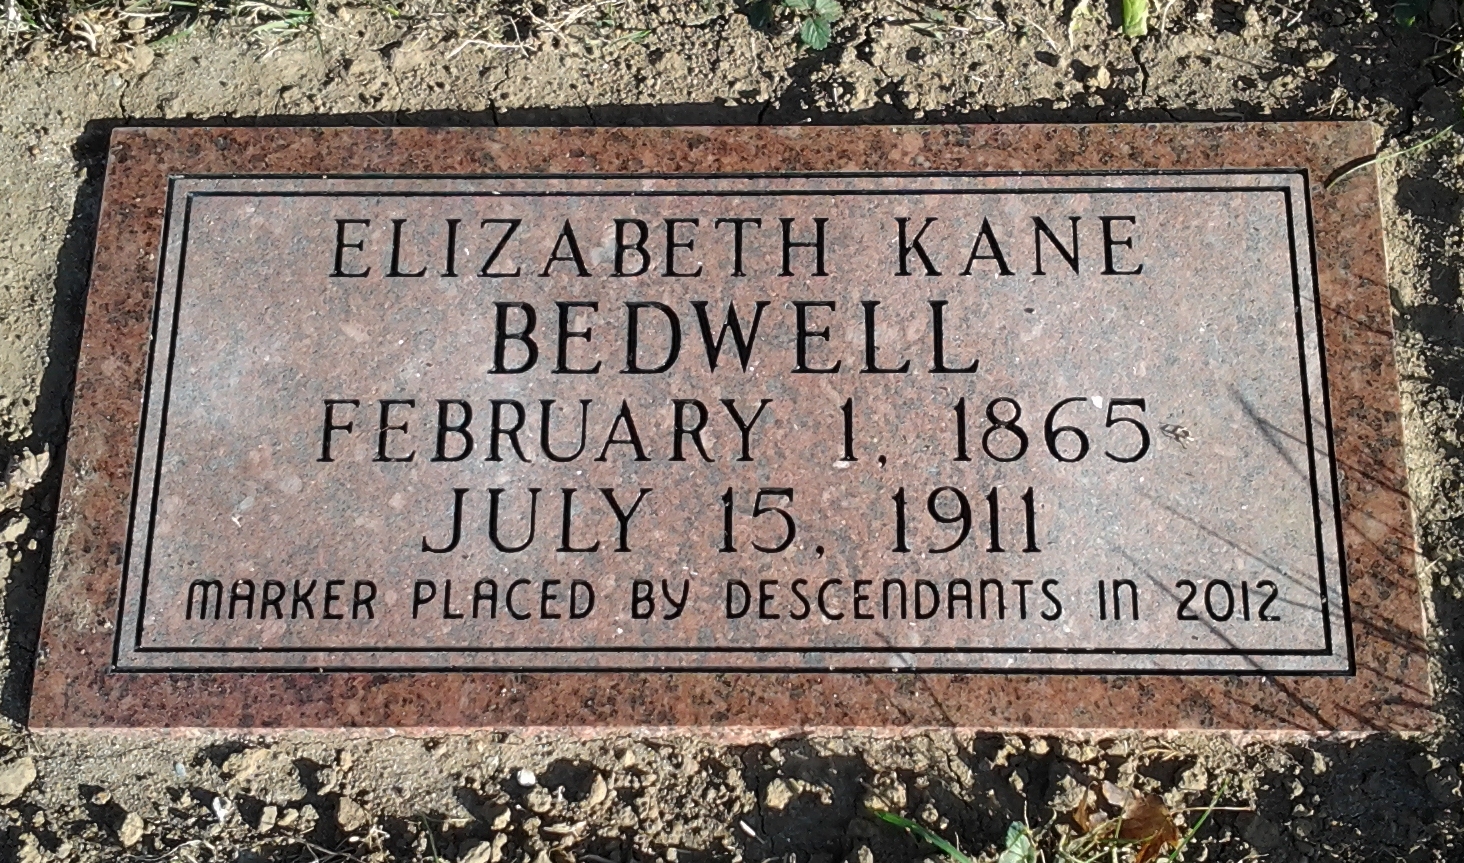 ELIZABETH KANE
BEDWELL
FEBRUARY 1, 1865
JULY 15, 1911
MARKER PLACED BY DESCENDANTS IN 2012